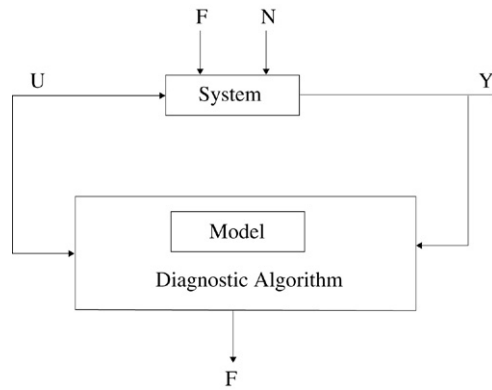 F N
U
System
Y
Model
Diagnostic Algorithm
F